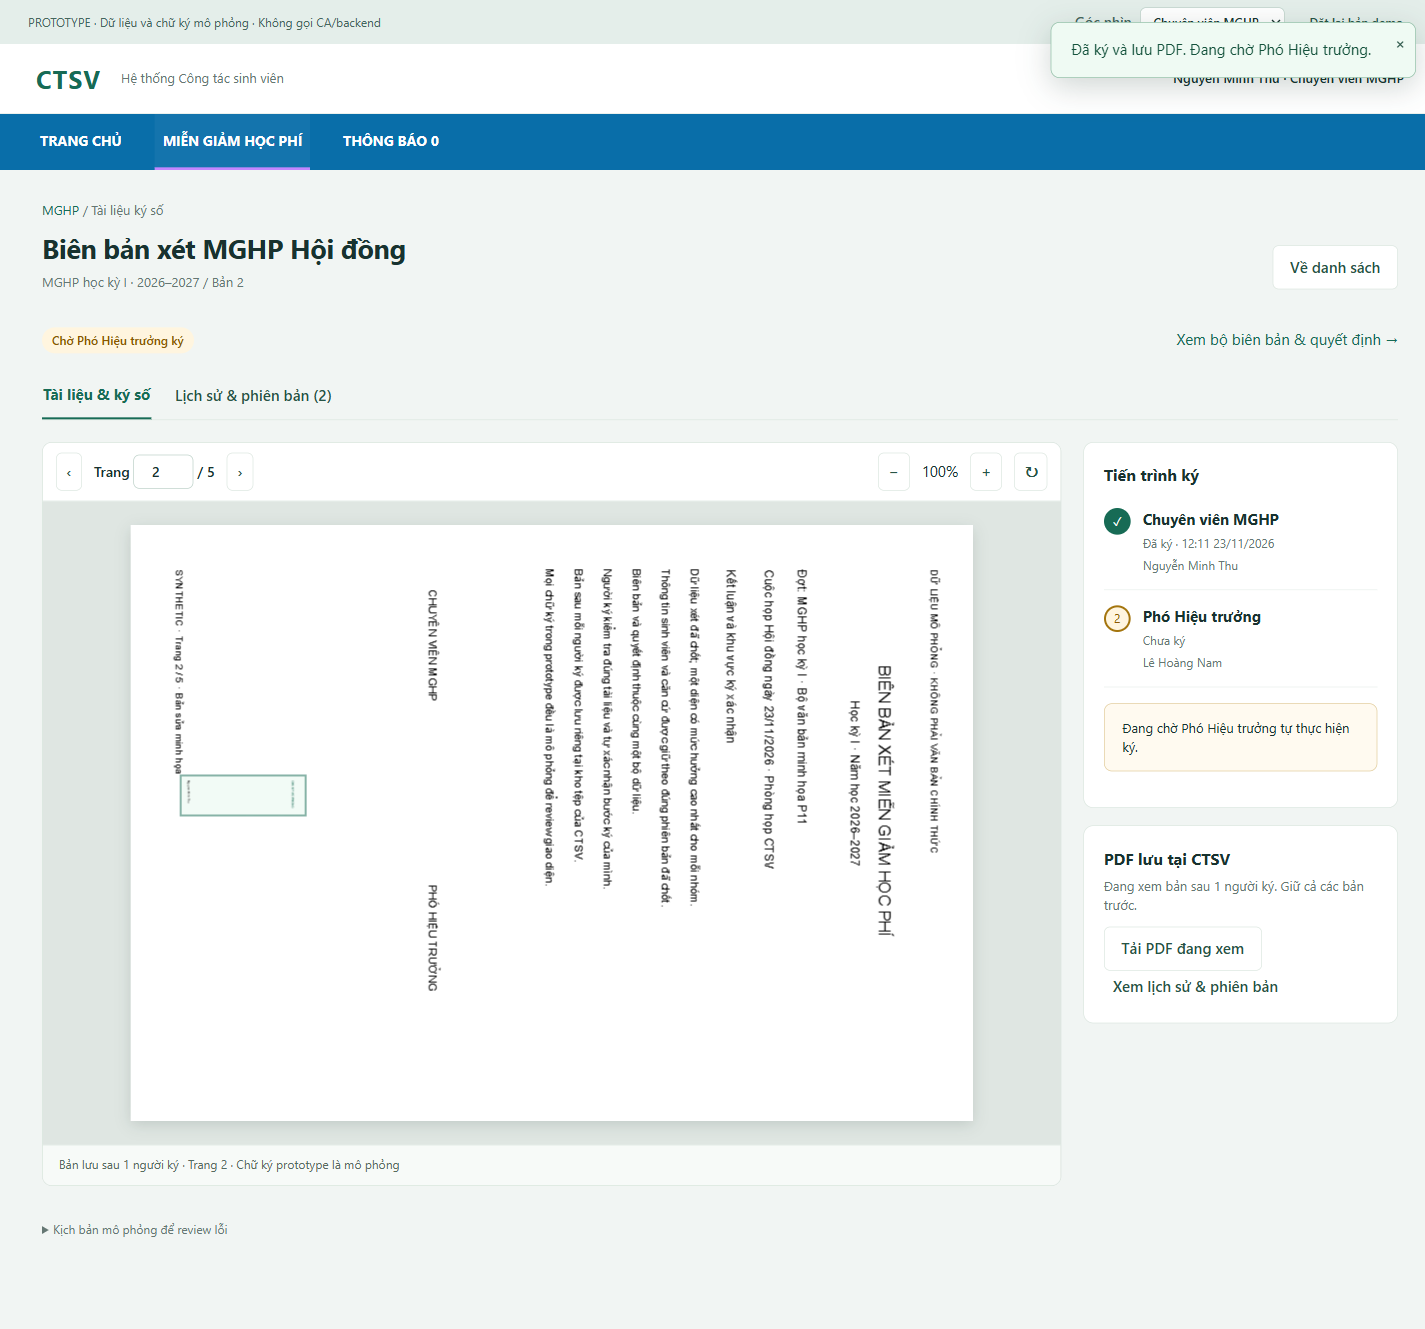 PROTOTYPE · Dữ liệu và chữ ký mô phỏng · Không gọi CA/backend
Góc nhìn
Chuyên viên MGHP
Đặt lại bản demo
Đã ký và lưu PDF. Đang chờ Phó Hiệu trưởng.
×
CTSV
Hệ thống Công tác sinh viên
Nguyễn Minh Thu · Chuyên viên MGHP
TRANG CHỦ
MIỄN GIẢM HỌC PHÍ
THÔNG BÁO 0
MGHP / Tài liệu ký số
Biên bản xét MGHP Hội đồng
MGHP học kỳ I · 2026–2027 / Bản 2
Về danh sách
Chờ Phó Hiệu trưởng ký
Xem bộ biên bản & quyết định →
Tài liệu & ký số
Lịch sử & phiên bản (2)
‹ Trang 2 / 5 ›
− 100% + ↻
DỮ LIỆU MÔ PHỎNG · KHÔNG PHẢI VĂN BẢN CHÍNH THỨC
BIÊN BẢN XÉT MIỄN GIẢM HỌC PHÍ
Học kỳ I · Năm học 2026–2027
Đợt: MGHP học kỳ I · Bộ văn bản minh họa P11
Cuộc họp Hội đồng ngày 23/11/2026 · Phòng họp CTSV
Kết luận và khu vực ký xác nhận
Dữ liệu xét đã chốt; một diện có mức hưởng cao nhất cho mỗi nhóm.
Thông tin sinh viên và căn cứ được giữ theo đúng phiên bản đã chốt.
Biên bản và quyết định thuộc cùng một bộ dữ liệu.
Người ký kiểm tra đúng tài liệu và tự xác nhận bước ký của mình.
Bản sau mỗi người ký được lưu riêng tại kho tệp của CTSV.
Mọi chữ ký trong prototype đều là mô phỏng để review giao diện.
CHUYÊN VIÊN MGHP
PHÓ HIỆU TRƯỞNG
SYNTHETIC · Trang 2/5 · Bản sửa minh họa
Bản lưu sau 1 người ký · Trang 2 · Chữ ký prototype là mô phỏng
Tiến trình ký
✓
Chuyên viên MGHP
Đã ký · 12:11 23/11/2026
Nguyễn Minh Thu
2
Phó Hiệu trưởng
Chưa ký
Lê Hoàng Nam
Đang chờ Phó Hiệu trưởng tự thực hiện
ký.
PDF lưu tại CTSV
Đang xem bản sau 1 người ký. Giữ cả các bản
trước.
Tải PDF đang xem
Xem lịch sử & phiên bản
Kịch bản mô phỏng để review lỗi